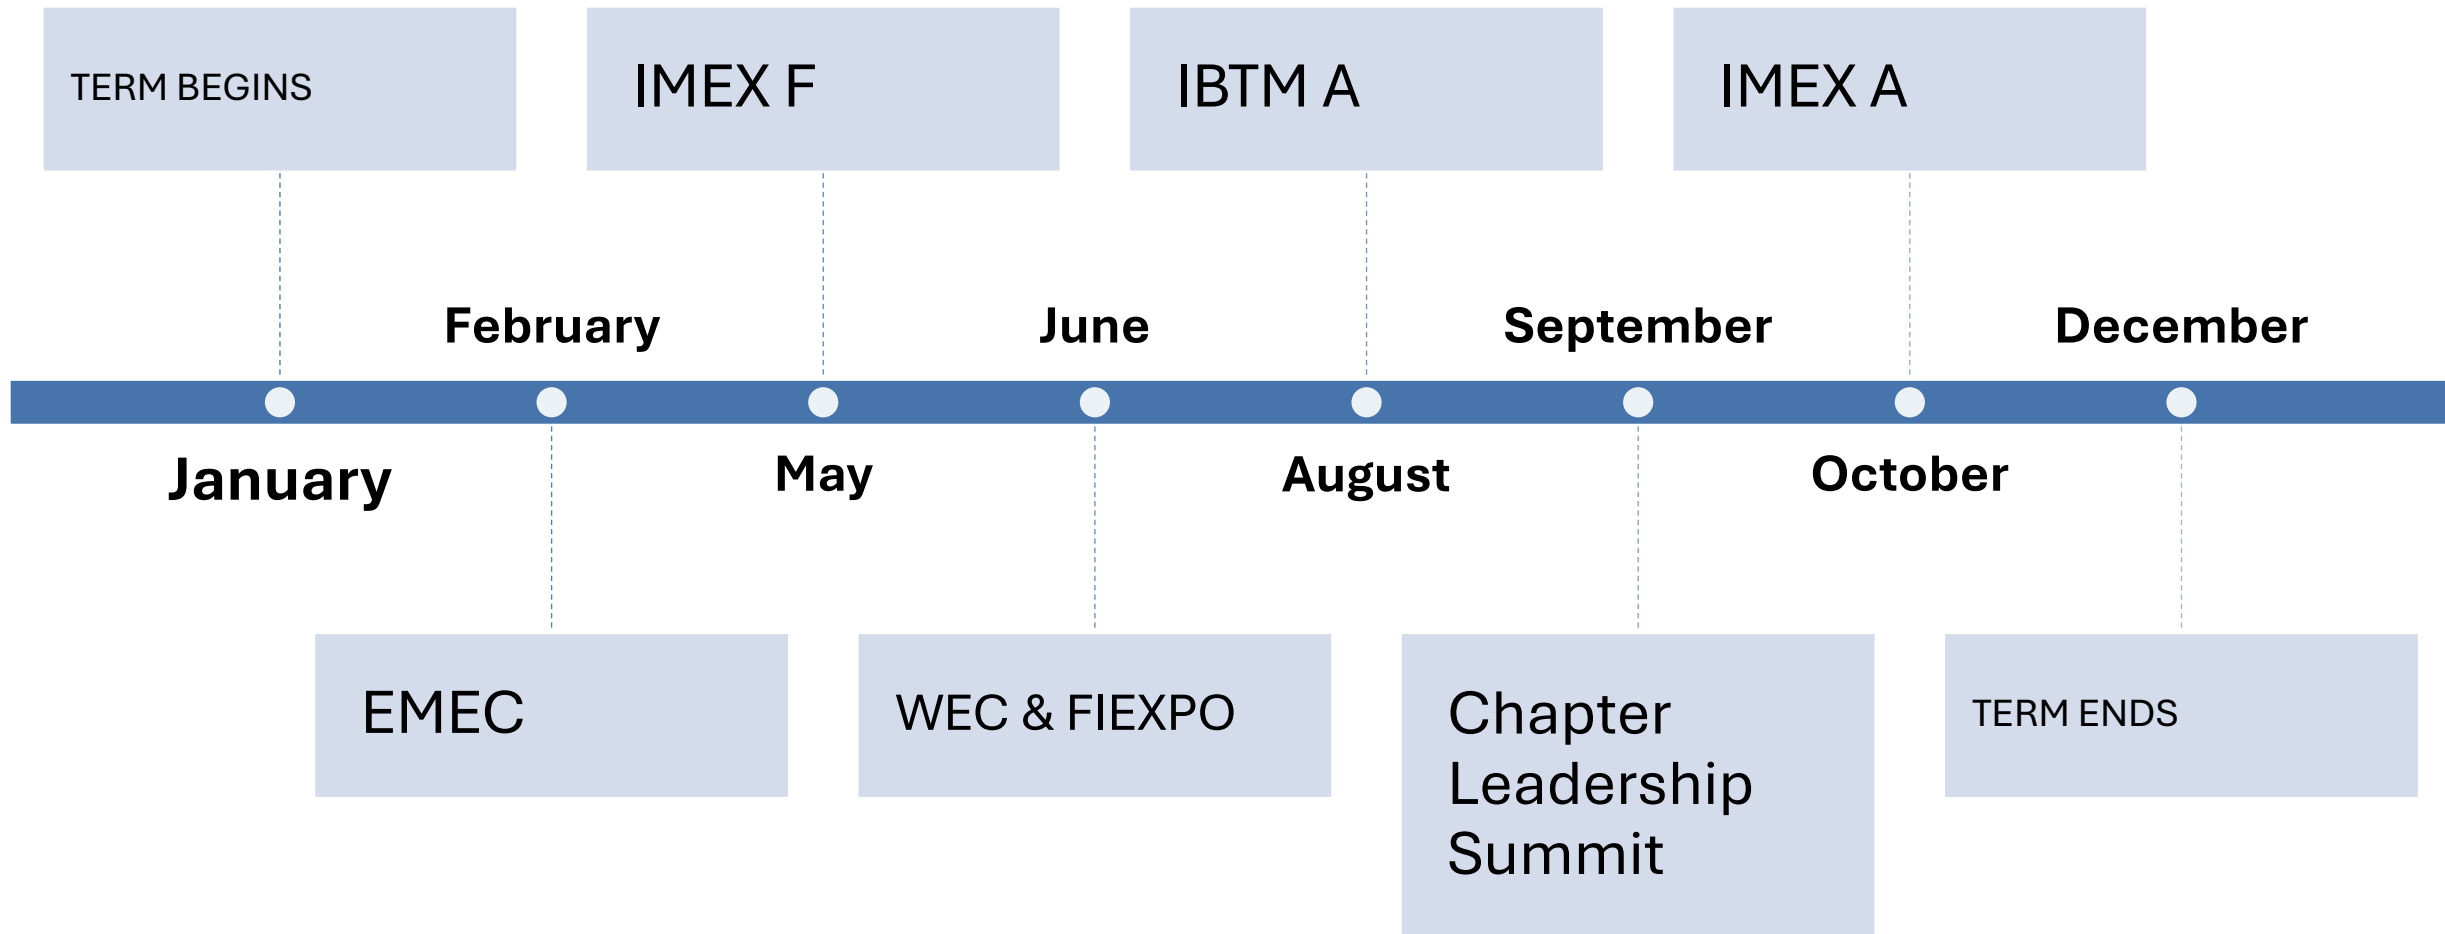 TERM BEGINS
IMEX F
IBTM A
IMEX A
February
June
September
December
January
May
August
October
EMEC
WEC & FIEXPO
Chapter
Leadership
Summit
TERM ENDS